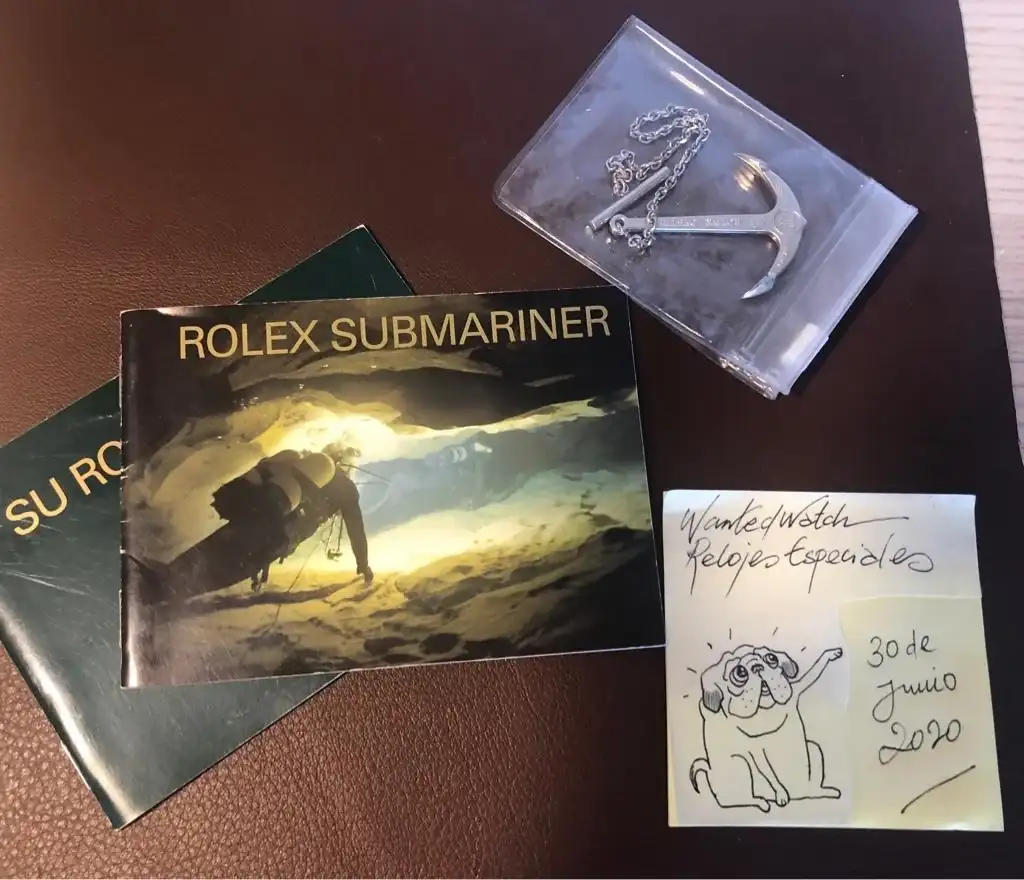 ROLEX SUBMARINER
SU RO
WantedWatch
Relojes Especiales
30 de
junio
2020